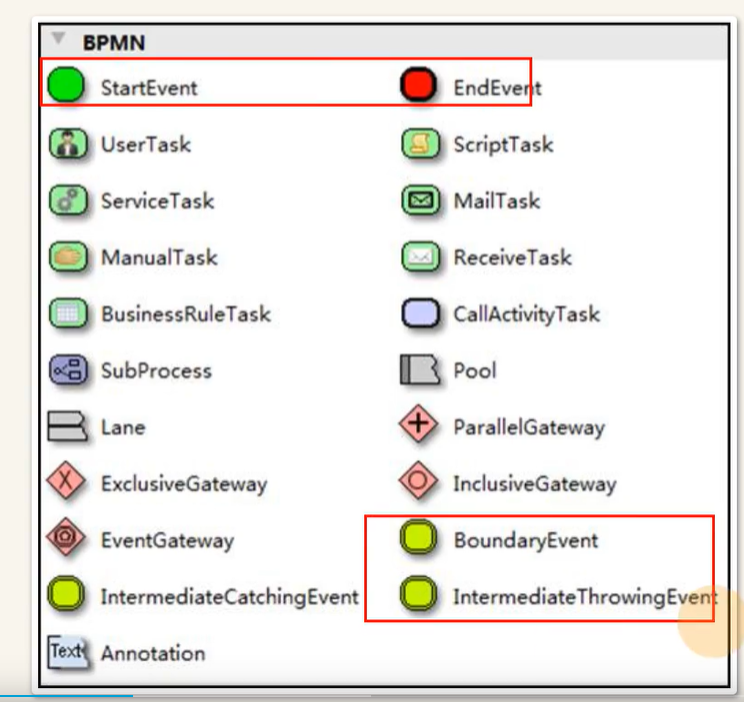 BPMN
StartEvent EndEvent
UserTask ScriptTask
ServiceTask MailTask
ManualTask ReceiveTask
BusinessRuleTask CallActivityTask
SubProcess Pool
Lane ParallelGateway
X ExclusiveGateway InclusiveGateway
EventGateway BoundaryEvent
IntermediateCatchingEvent IntermediateThrowingEvent
Text Annotation